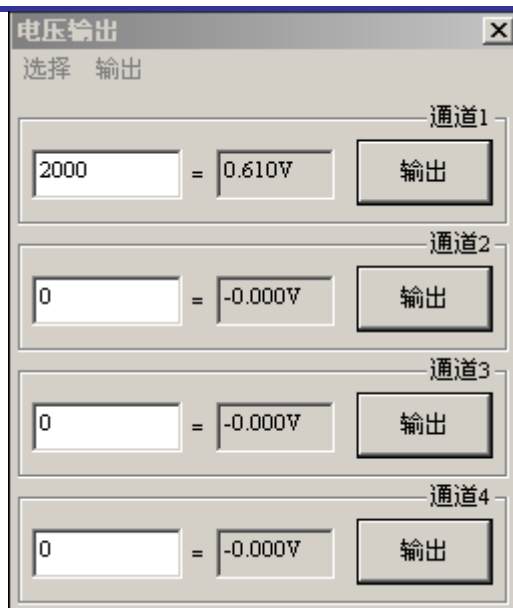 电压输出
选择 输出
通道1
2000 = 0.610V 输出
通道2
0 = -0.000V 输出
通道3
0 = -0.000V 输出
通道4
0 = -0.000V 输出